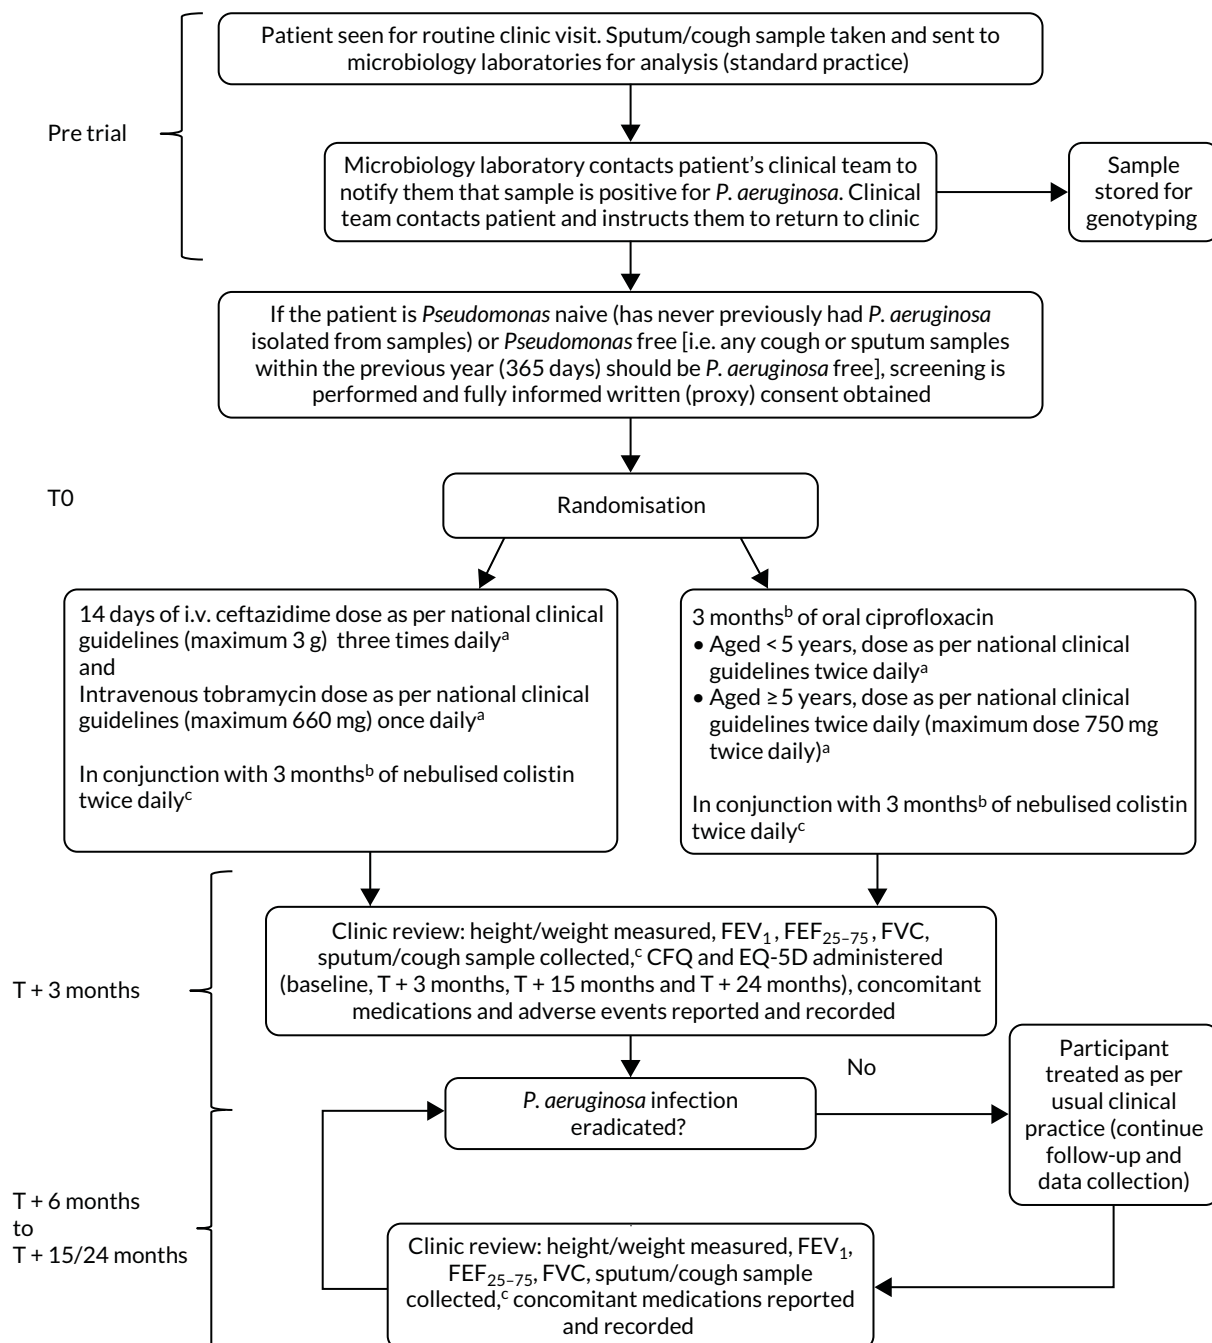 Patient seen for routine clinic visit. Sputum/cough sample taken and sent to
microbiology laboratories for analysis (standard practice)
Pre trial
Microbiology laboratory contacts patient's clinical team to
notify them that sample is positive for P. aeruginosa. Clinical
team contacts patient and instructs them to return to clinic
Sample
stored for
genotyping
If the patient is Pseudomonas naive (has never previously had P. aeruginosa
isolated from samples) or Pseudomonas free [i.e. any cough or sputum samples
within the previous year (365 days) should be P. aeruginosa free], screening is
performed and fully informed written (proxy) consent obtained
T0
Randomisation
14 days of i.v. ceftazidime dose as per national clinical
guidelines (maximum 3 g) three times dailyᵃ
and
Intravenous tobramycin dose as per national clinical
guidelines (maximum 660 mg) once dailyᵃ
In conjunction with 3 monthsᵇ of nebulised colistin
twice dailyᶜ
3 monthsᵇ of oral ciprofloxacin
• Aged < 5 years, dose as per national clinical
guidelines twice dailyᵃ
• Aged ≥ 5 years, dose as per national clinical
guidelines twice daily (maximum dose 750 mg
twice daily)ᵃ
In conjunction with 3 monthsᵇ of nebulised colistin
twice dailyᶜ
T + 3 months
Clinic review: height/weight measured, FEV₁, FEF₂₅₋₇₅, FVC,
sputum/cough sample collected,ᶜ CFQ and EQ-5D administered
(baseline, T + 3 months, T + 15 months and T + 24 months), concomitant
medications and adverse events reported and recorded
P. aeruginosa infection
eradicated?
No
Participant
treated as per
usual clinical
practice (continue
follow-up and
data collection)
T + 6 months
to
T + 15/24 months
Clinic review: height/weight measured, FEV₁,
FEF₂₅₋₇₅, FVC, sputum/cough sample
collected,ᶜ concomitant medications reported
and recorded